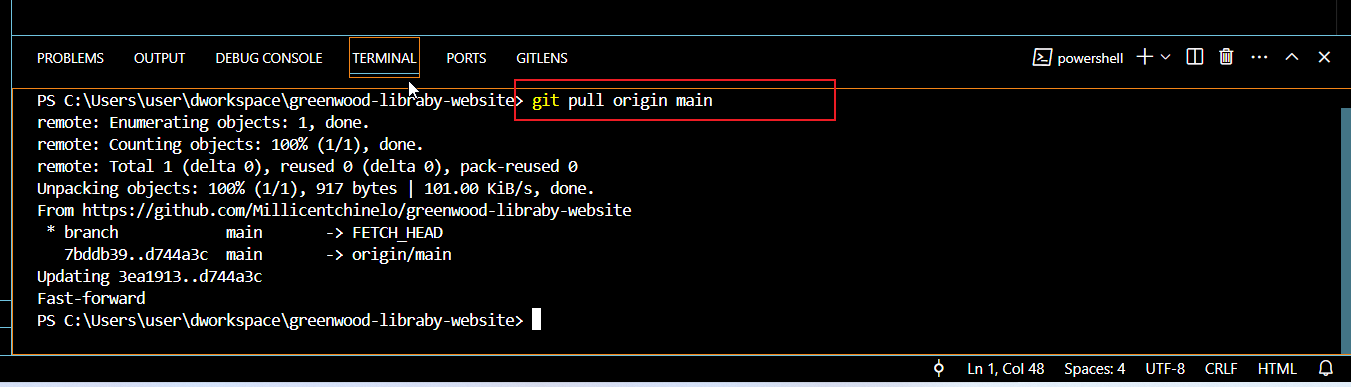 PROBLEMS OUTPUT DEBUG CONSOLE TERMINAL PORTS GITLENS powershell
PS C:\Users\user\dworkspace\greenwood-libraby-website> git pull origin main
remote: Enumerating objects: 1, done.
remote: Counting objects: 100% (1/1), done.
remote: Total 1 (delta 0), reused 0 (delta 0), pack-reused 0
Unpacking objects: 100% (1/1), 917 bytes | 101.00 KiB/s, done.
From https://github.com/Millicentchinelo/greenwood-libraby-website
 * branch            main       -> FETCH_HEAD
   7bddb39..d744a3c  main       -> origin/main
Updating 3ea1913..d744a3c
Fast-forward
PS C:\Users\user\dworkspace\greenwood-libraby-website>
Ln 1, Col 48 Spaces: 4 UTF-8 CRLF HTML